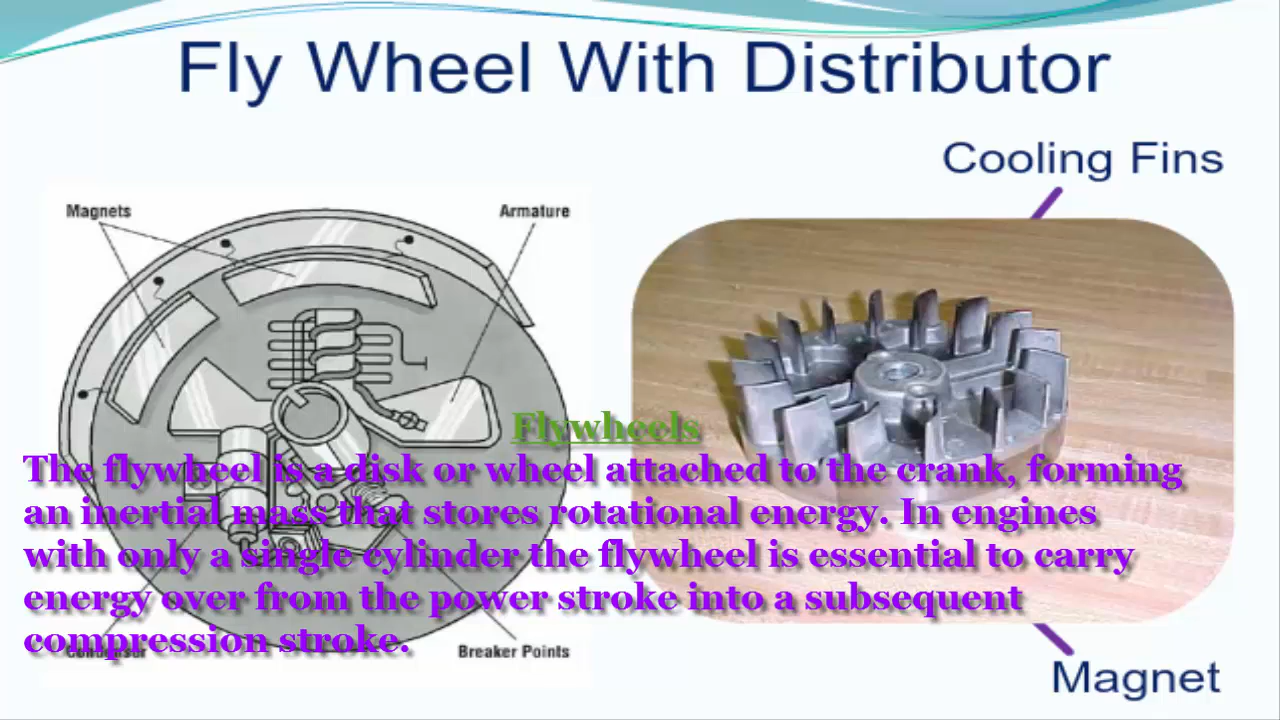 Fly Wheel With Distributor
Cooling Fins
Magnets
Armature
Flywheels
The flywheel is a disk or wheel attached to the crank, forming
an inertial mass that stores rotational energy. In engines
with only a single cylinder the flywheel is essential to carry
energy over from the power stroke into a subsequent
compression stroke.
Condenser
Breaker Points
Magnet